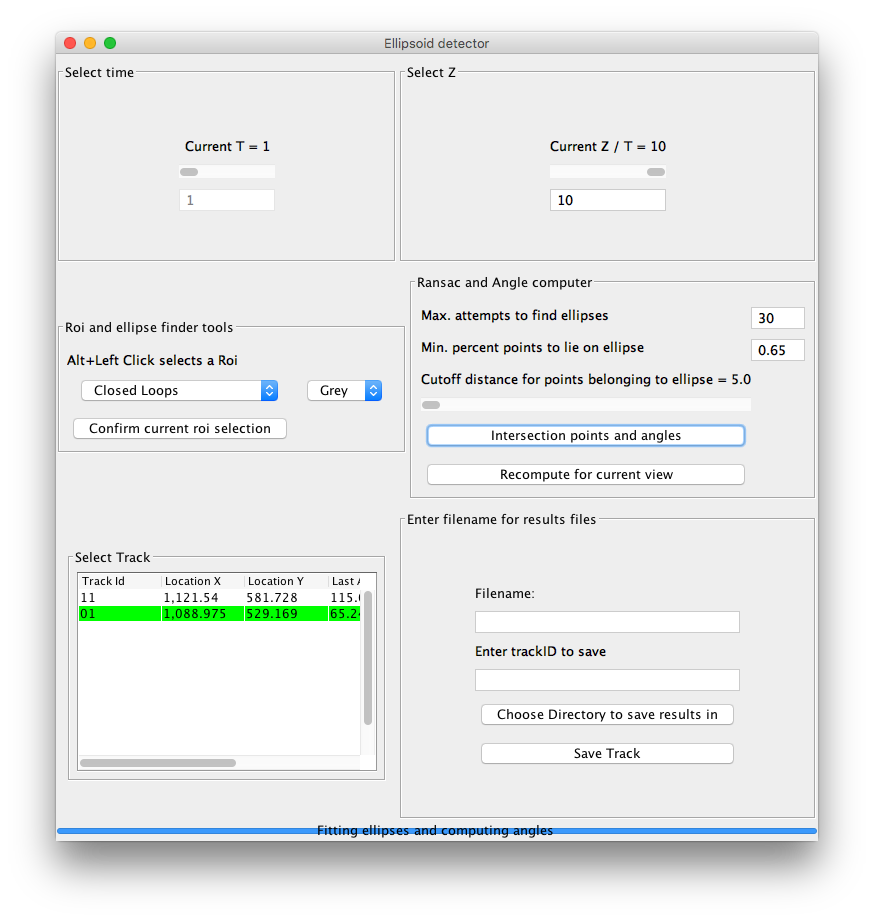 Ellipsoid detector
Select time
Current T = 1
1
Select Z
Current Z / T = 10
10
Roi and ellipse finder tools
Alt+Left Click selects a Roi
Closed Loops
Grey
Confirm current roi selection
Ransac and Angle computer
Max. attempts to find ellipses
30
Min. percent points to lie on ellipse
0.65
Cutoff distance for points belonging to ellipse = 5.0
Intersection points and angles
Recompute for current view
Select Track
Track Id Location X Location Y Last
11 1,121.54 581.728 115.
01 1,088.975 529.169 65.2
Enter filename for results files
Filename:
Enter trackID to save
Choose Directory to save results in
Save Track
Fitting ellipses and computing angles